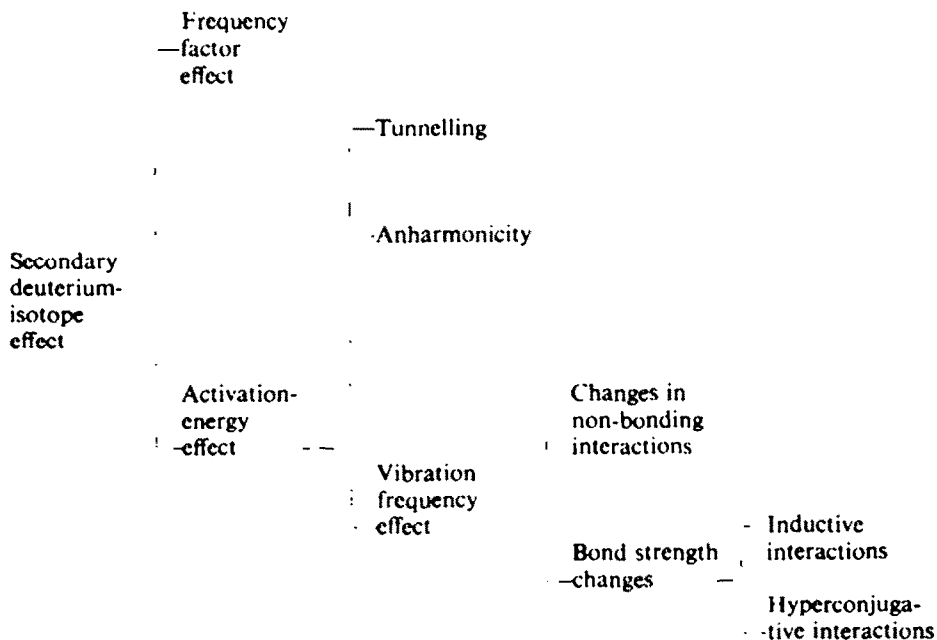 Frequency
factor
effect
Tunnelling
Anharmonicity
Secondary
deuterium-
isotope
effect
Activation-
energy
effect
Changes in
non-bonding
interactions
Vibration
frequency
effect
Inductive
interactions
Bond strength
changes
Hyperconjuga-
tive interactions